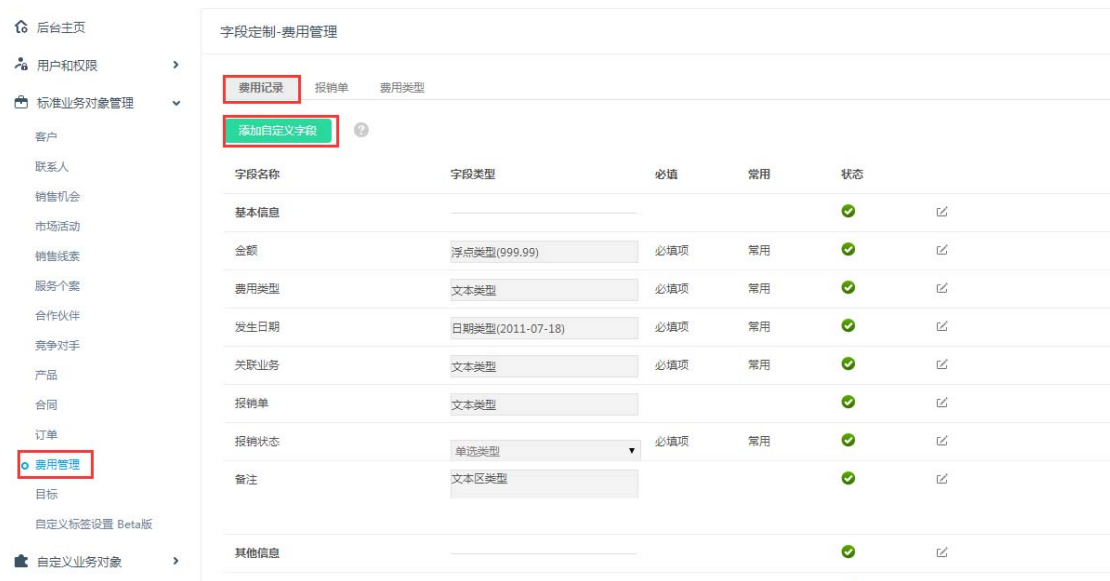 后台主页
用户和权限
标准业务对象管理
客户
联系人
销售机会
市场活动
销售线索
服务个案
合作伙伴
竞争对手
产品
合同
订单
费用管理
目标
自定义标签设置 Beta版
自定义业务对象
字段定制-费用管理
费用记录 报销单 费用类型
添加自定义字段 ?
字段名称 字段类型 必填 常用 状态
基本信息
金额 浮点类型(999.99) 必填项 常用
费用类型 文本类型 必填项 常用
发生日期 日期类型(2011-07-18) 必填项 常用
关联业务 文本类型 必填项 常用
报销单 文本类型
报销状态 单选类型 必填项 常用
备注 文本区类型
其他信息